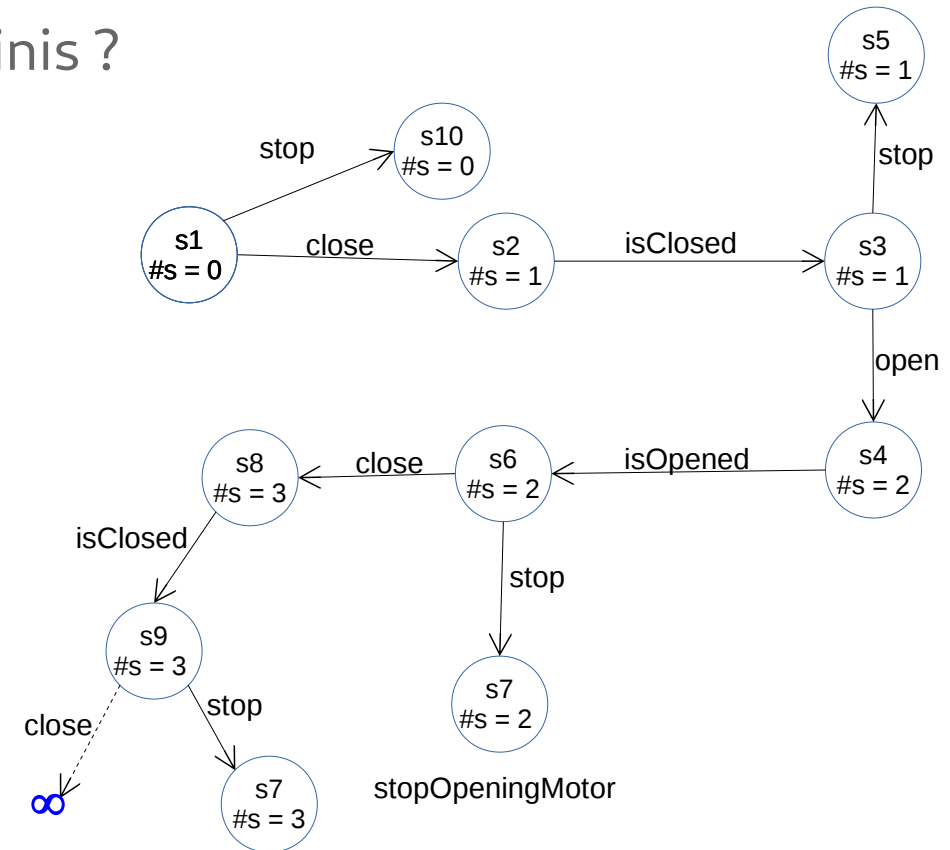 inis ?
s5
#s = 1
s10
#s = 0
stop
stop
s1
#s = 0
close
s2
#s = 1
isClosed
s3
#s = 1
open
s8
#s = 3
close
s6
#s = 2
isOpened
s4
#s = 2
isClosed
stop
s9
#s = 3
s7
#s = 2
close
stop
∞
s7
#s = 3
stopOpeningMotor